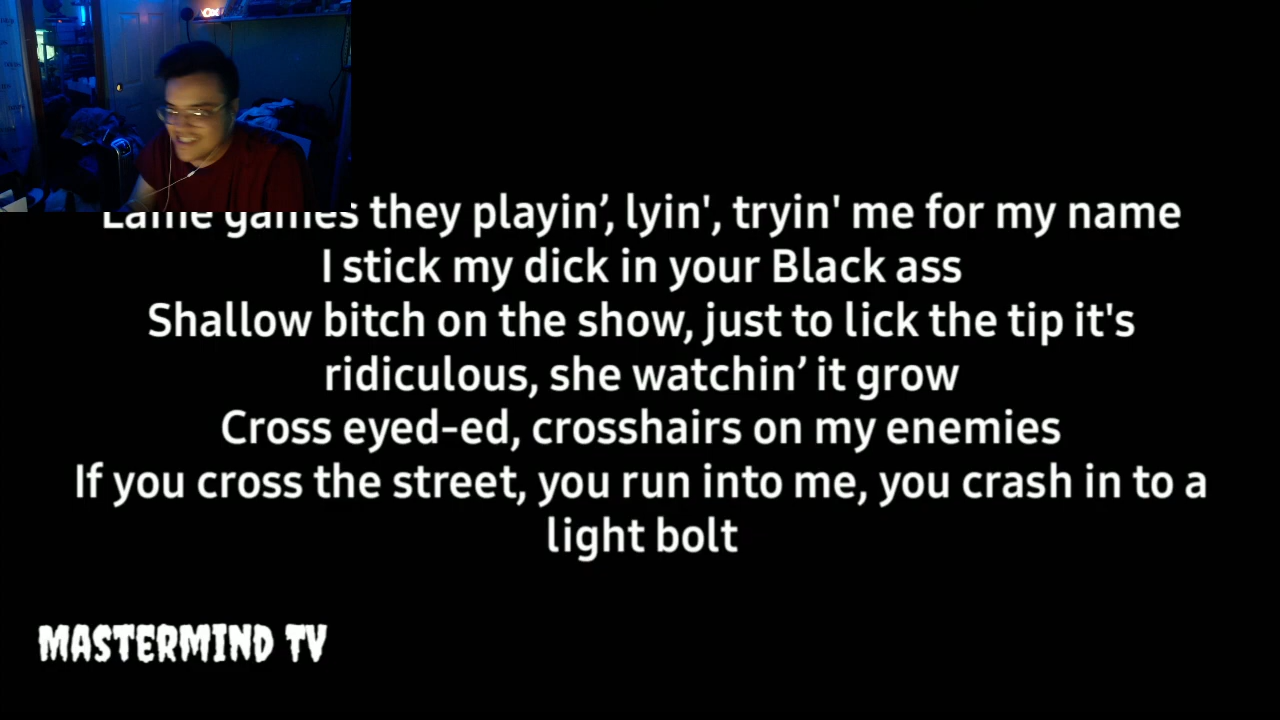 Lame games they playin’, lyin', tryin' me for my name
I stick my dick in your Black ass
Shallow bitch on the show, just to lick the tip it's
ridiculous, she watchin’ it grow
Cross eyed-ed, crosshairs on my enemies
If you cross the street, you run into me, you crash in to a
light bolt
MASTERMIND TV